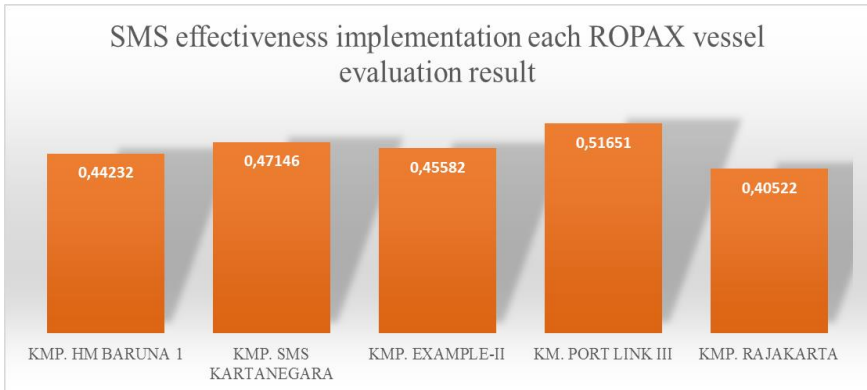 SMS effectiveness implementation each ROPAX vessel
evaluation result
0,44232
0,47146
0,45582
0,51651
0,40522
KMP. HM BARUNA 1
KMP. SMS
KARTANEGARA
KMP. EXAMPLE-II
KM. PORT LINK III
KMP. RAJAKARTA